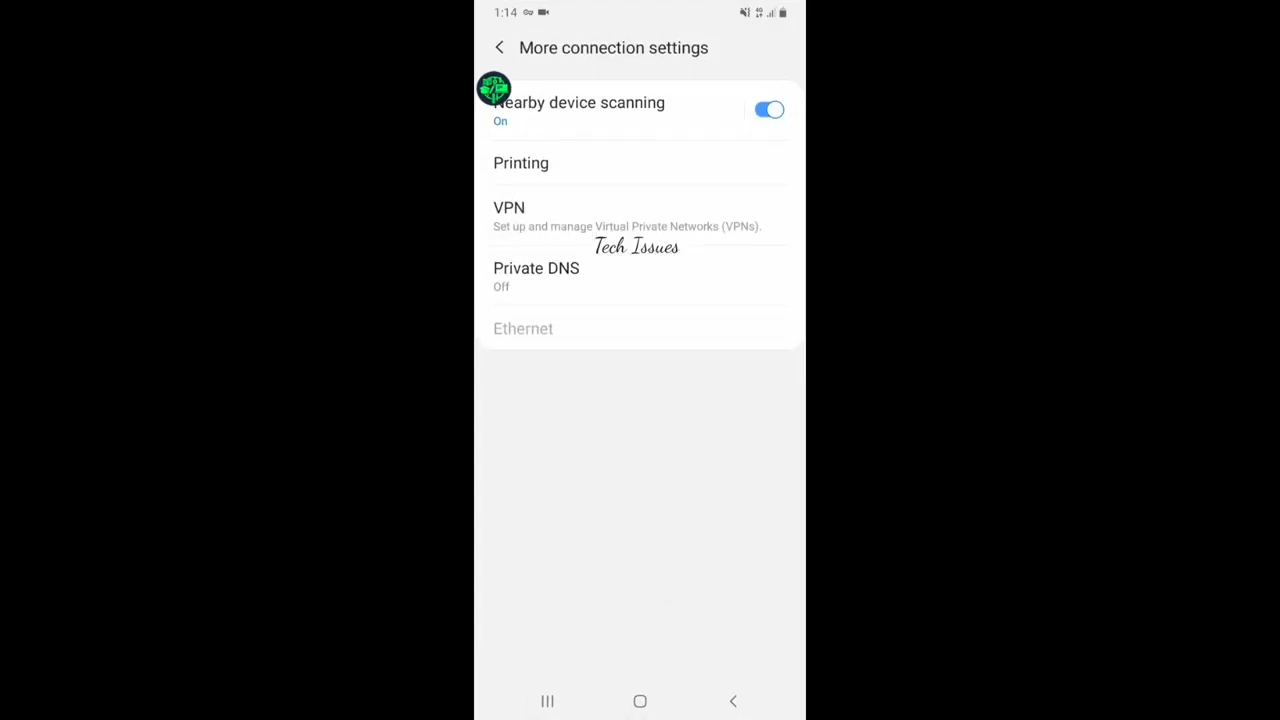 1:14
More connection settings
Nearby device scanning
On
Printing
VPN
Set up and manage Virtual Private Networks (VPNs).
Tech Issues
Private DNS
Off
Ethernet